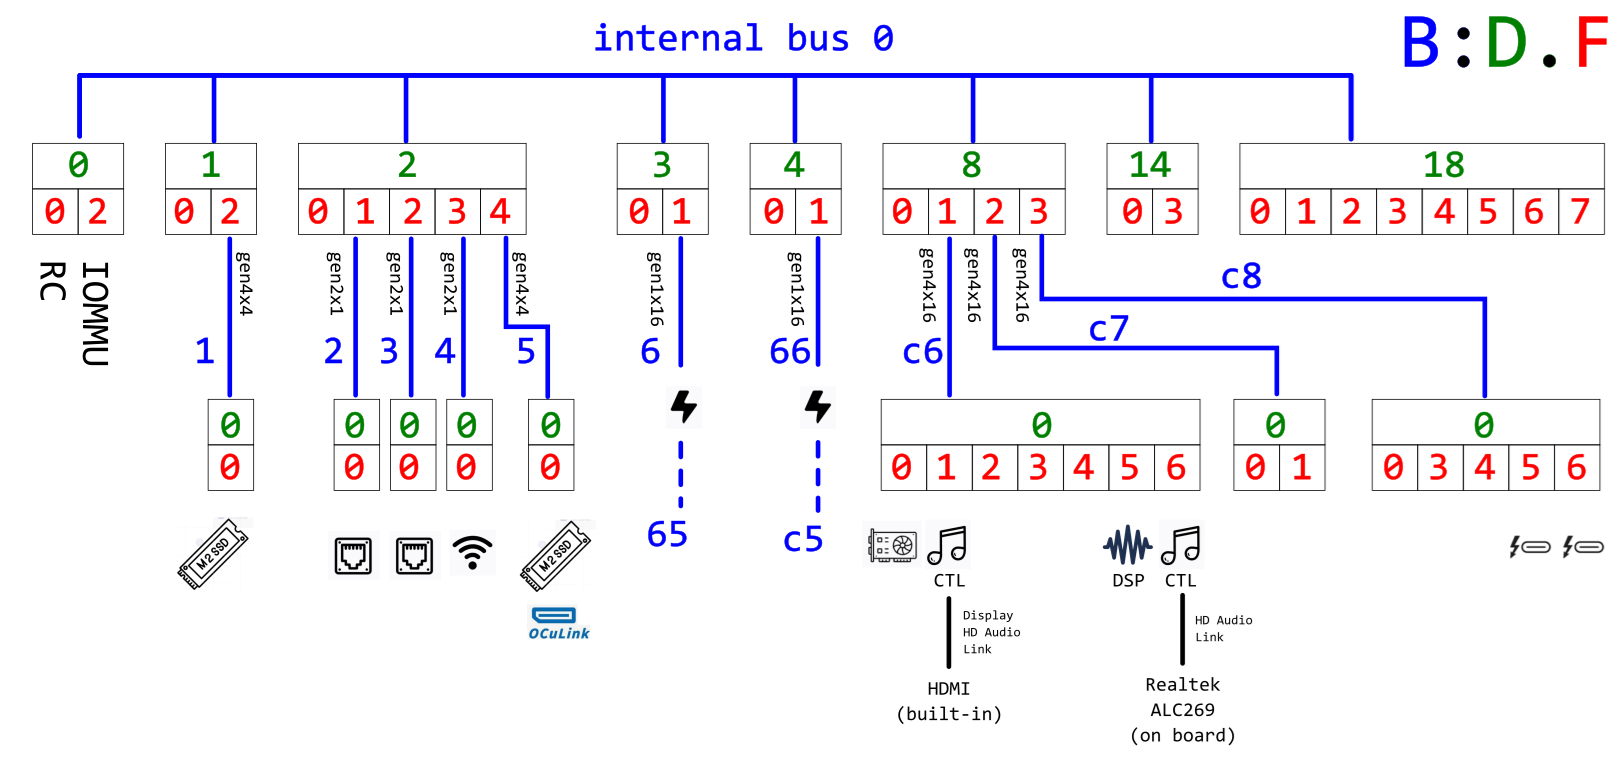 internal bus 0
B:D.F
0 1 2 3 4 8 14 18
0 2 0 2 0 1 2 3 4 0 1 0 1 0 1 2 3 0 3 0 1 2 3 4 5 6 7
RC
IOMMU
gen4x4
gen2x1
gen2x1
gen2x1
gen4x4
gen1x16
gen1x16
gen4x16
gen4x16
gen4x16
c8
c7
1 2 3 4 5 6 66 c6
0 0 0 0 0 0 0 0
0 0 0 0 0 0 1 2 3 4 5 6 0 1 0 3 4 5 6
65
c5
M2 SSD
M2 SSD
OCuLink
CTL
DSP
CTL
Display
HD Audio
Link
HD Audio
Link
HDMI
(built-in)
Realtek
ALC269
(on board)